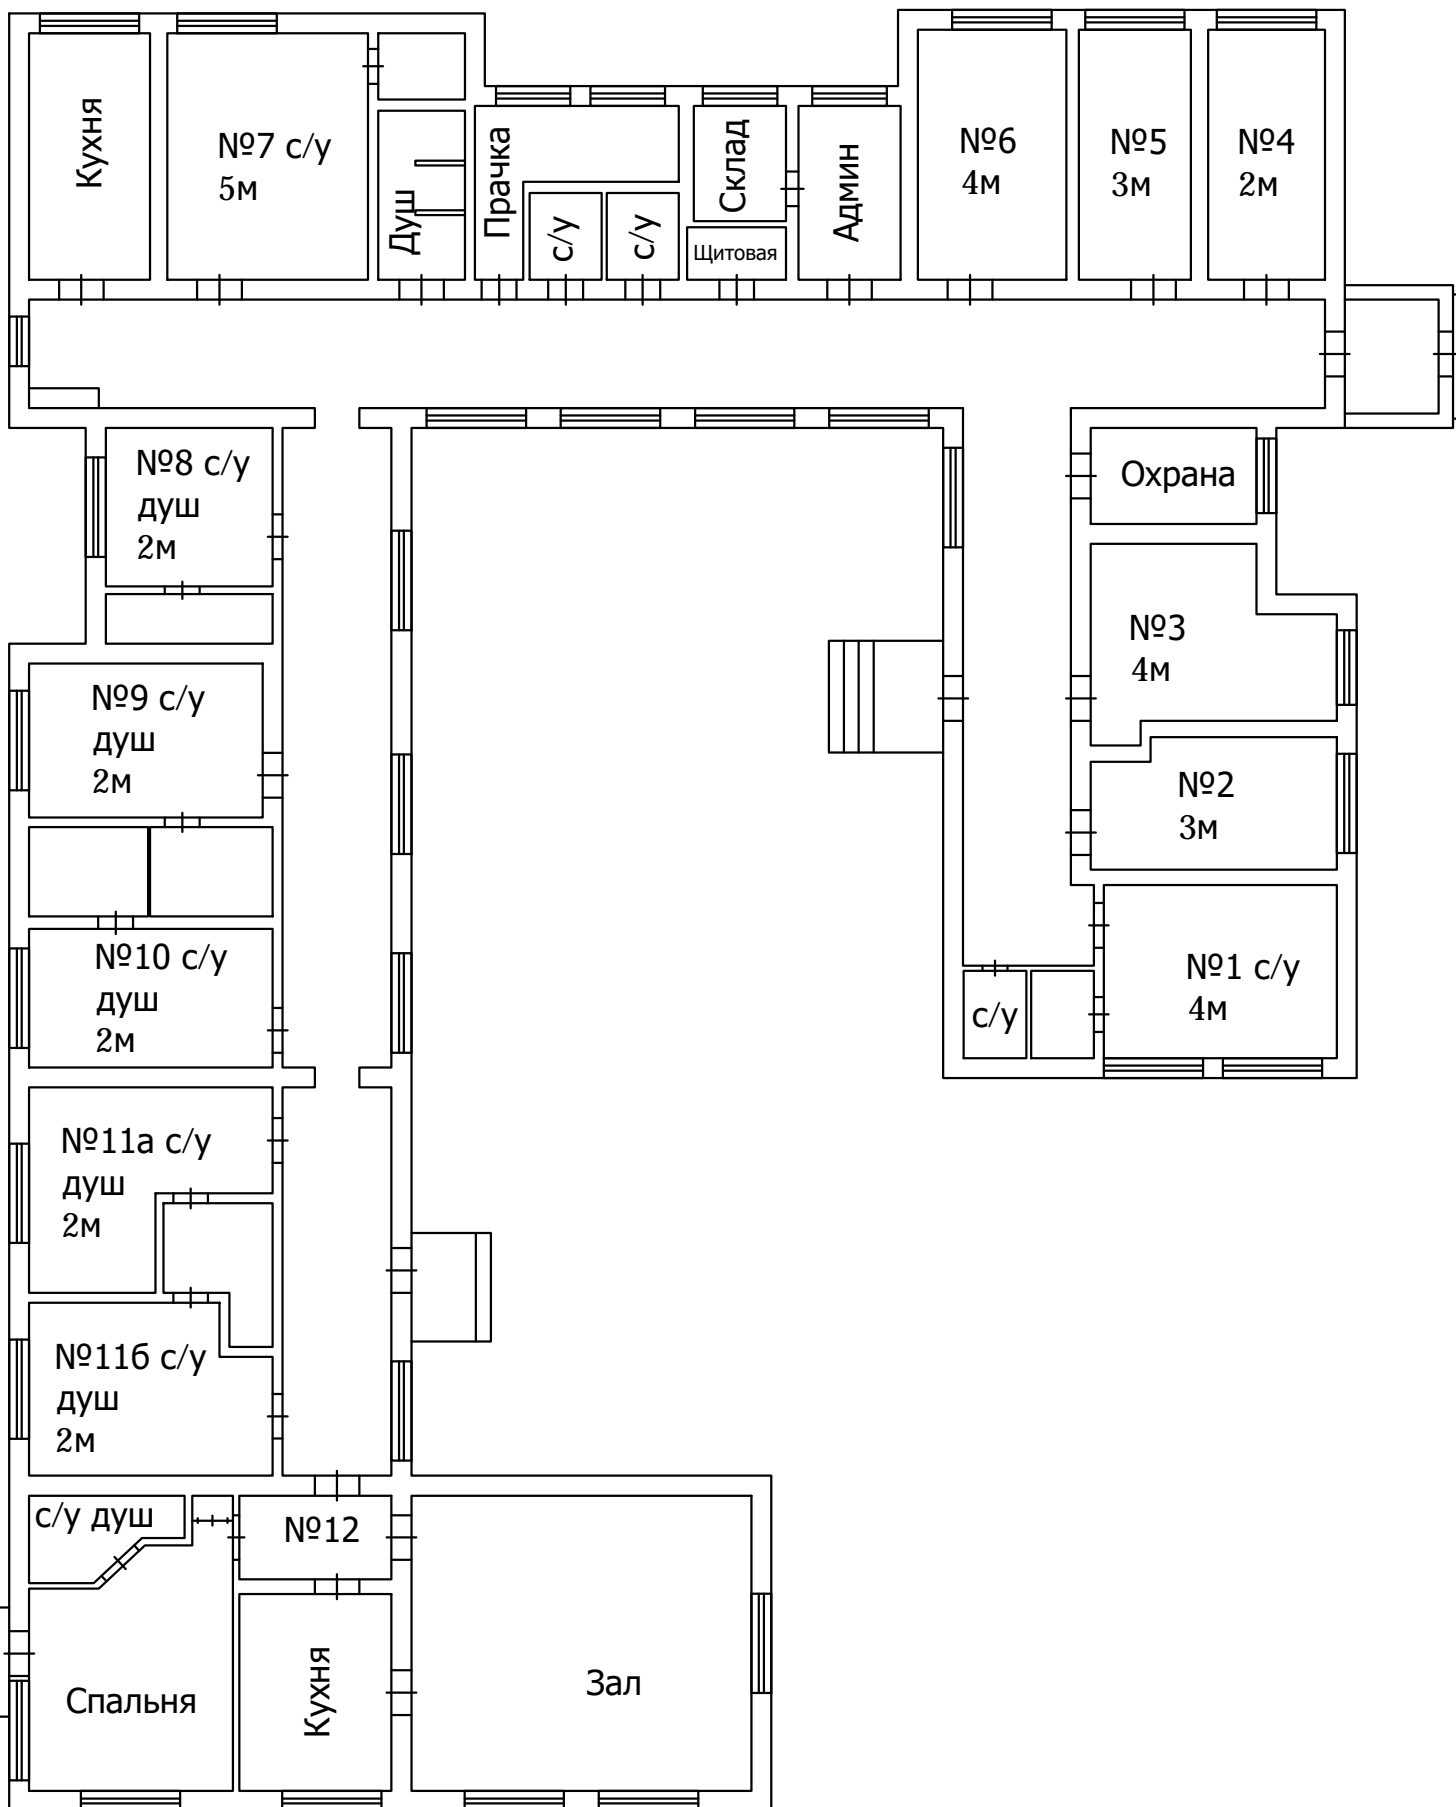 Кухня
№7 с/у
5м
Душ
Прачка
с/у
с/у
Склад
Щитовая
Админ
№6
4м
№5
3м
№4
2м
№8 с/у
душ
2м
Охрана
№3
4м
№9 с/у
душ
2м
№2
3м
№10 с/у
душ
2м
№1 с/у
4м
с/у
№11а с/у
душ
2м
№11б с/у
душ
2м
с/у душ
№12
Спальня
Кухня
Зал